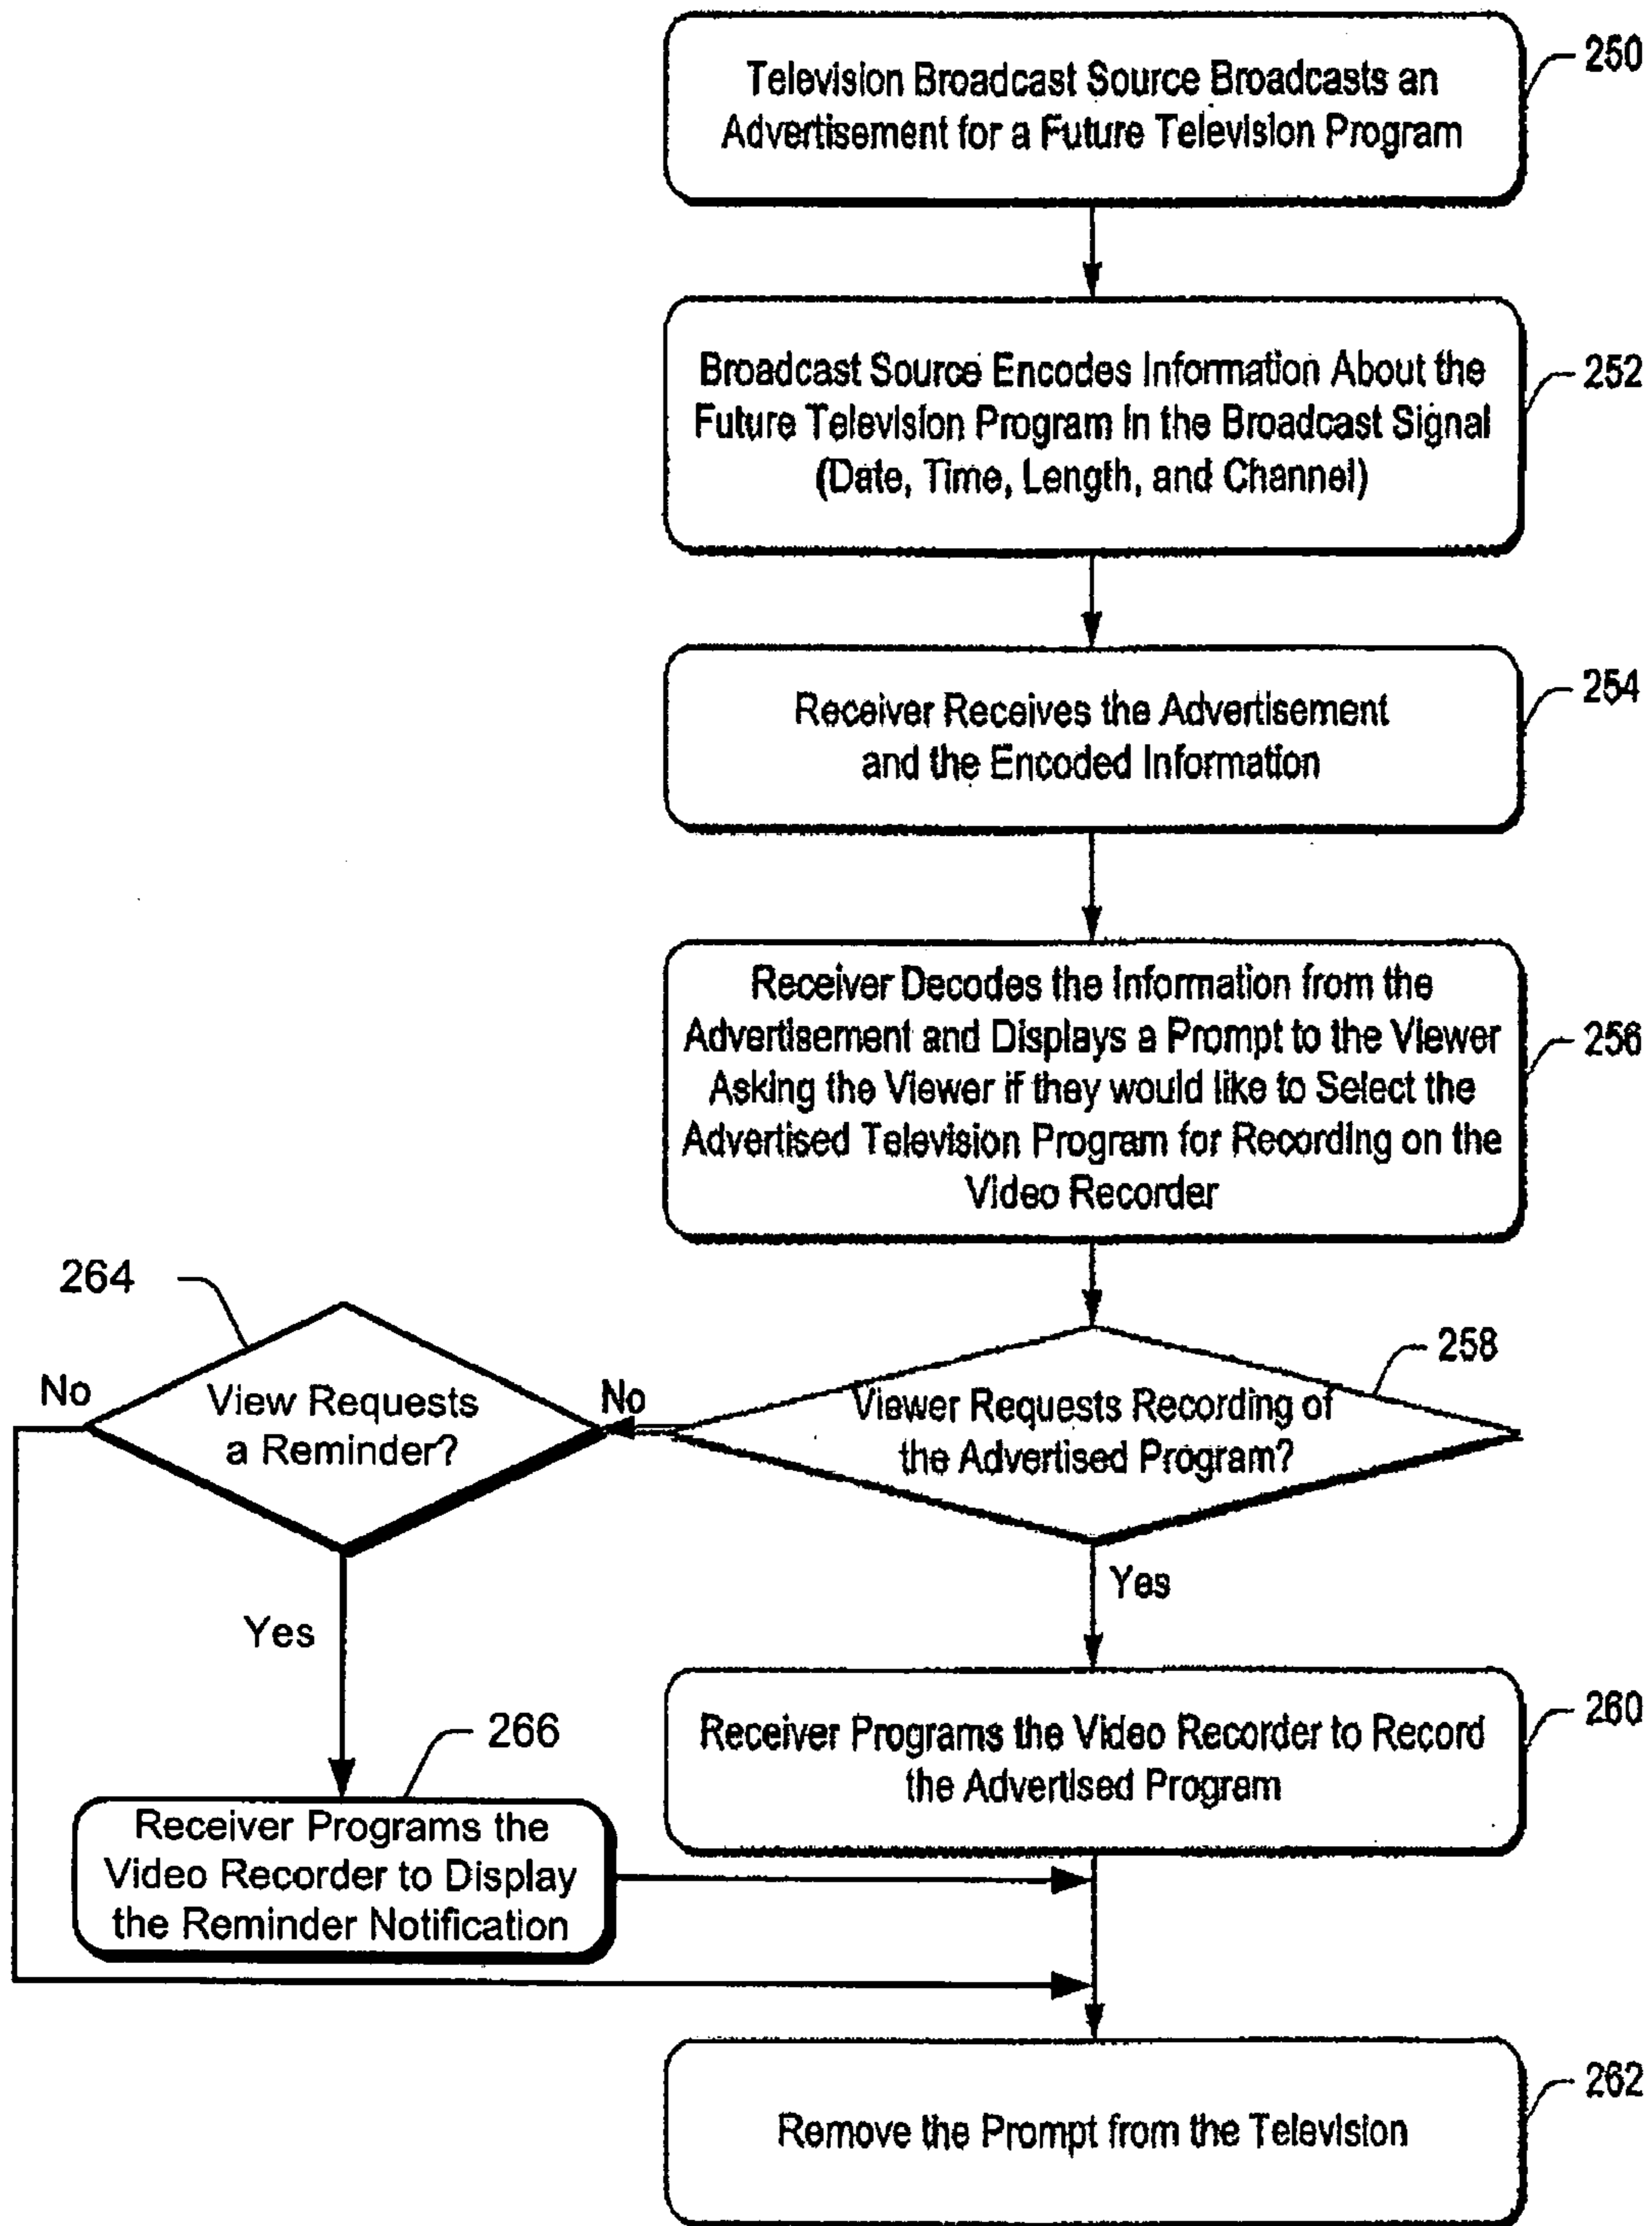 Television Broadcast Source Broadcasts an
Advertisement for a Future Television Program
250
Broadcast Source Encodes Information About the
Future Television Program in the Broadcast Signal
(Date, Time, Length, and Channel)
252
Receiver Receives the Advertisement
and the Encoded Information
254
Receiver Decodes the Information from the
Advertisement and Displays a Prompt to the Viewer
Asking the Viewer if they would like to Select the
Advertised Television Program for Recording on the
Video Recorder
256
264
No
View Requests
a Reminder?
No
Viewer Requests Recording of
the Advertised Program?
258
Yes
Yes
266
Receiver Programs the
Video Recorder to Display
the Reminder Notification
Receiver Programs the Video Recorder to Record
the Advertised Program
260
Remove the Prompt from the Television
262